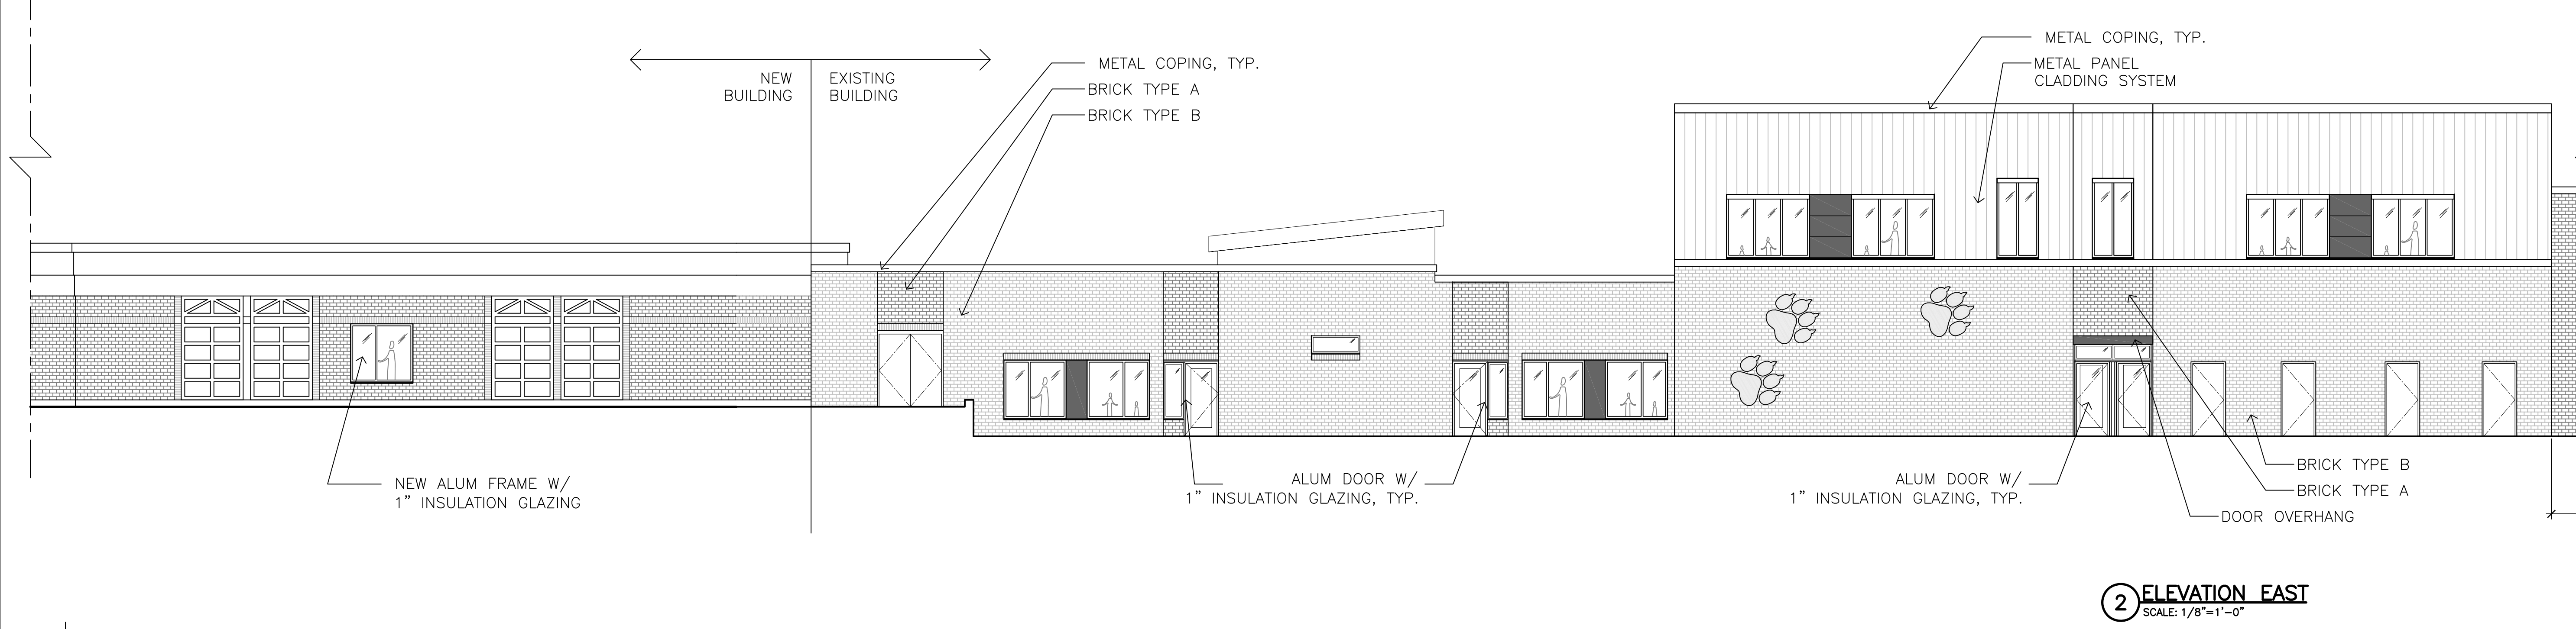 METAL COPING, TYP.
METAL PANEL
CLADDING SYSTEM
NEW
BUILDING
EXISTING
BUILDING
METAL COPING, TYP.
BRICK TYPE A
BRICK TYPE B
NEW ALUM FRAME W/
1" INSULATION GLAZING
ALUM DOOR W/
1" INSULATION GLAZING, TYP.
ALUM DOOR W/
1" INSULATION GLAZING, TYP.
BRICK TYPE B
BRICK TYPE A
DOOR OVERHANG
2 ELEVATION EAST
SCALE: 1/8"=1'-0"